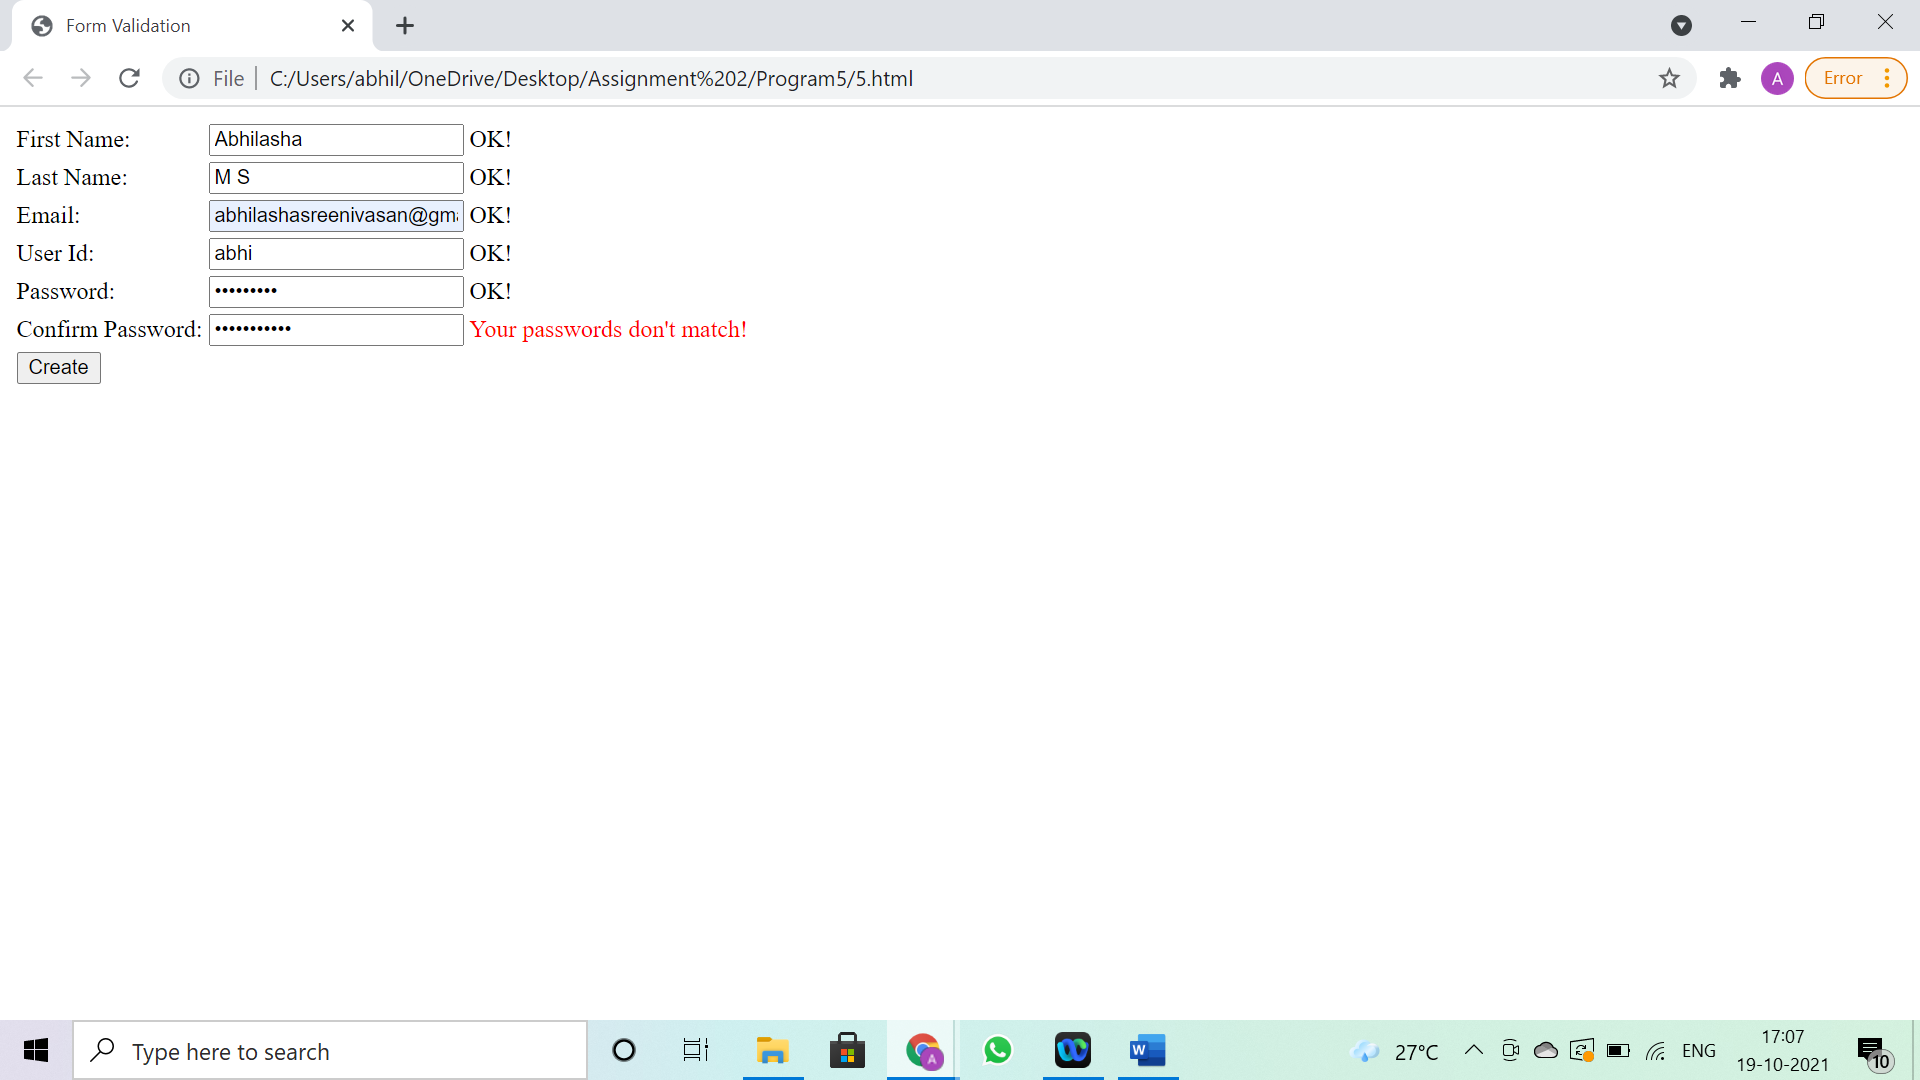 Form Validation
File C:/Users/abhil/OneDrive/Desktop/Assignment%202/Program5/5.html A Error
First Name: Abhilasha OK!
Last Name: M S OK!
Email: abhilashasreenivasan@gm OK!
User Id: abhi OK!
Password: ••••••••• OK!
Confirm Password: ••••••••••• Your passwords don't match!
Create
Type here to search A W 27°C ENG 17:07
19-10-2021 10